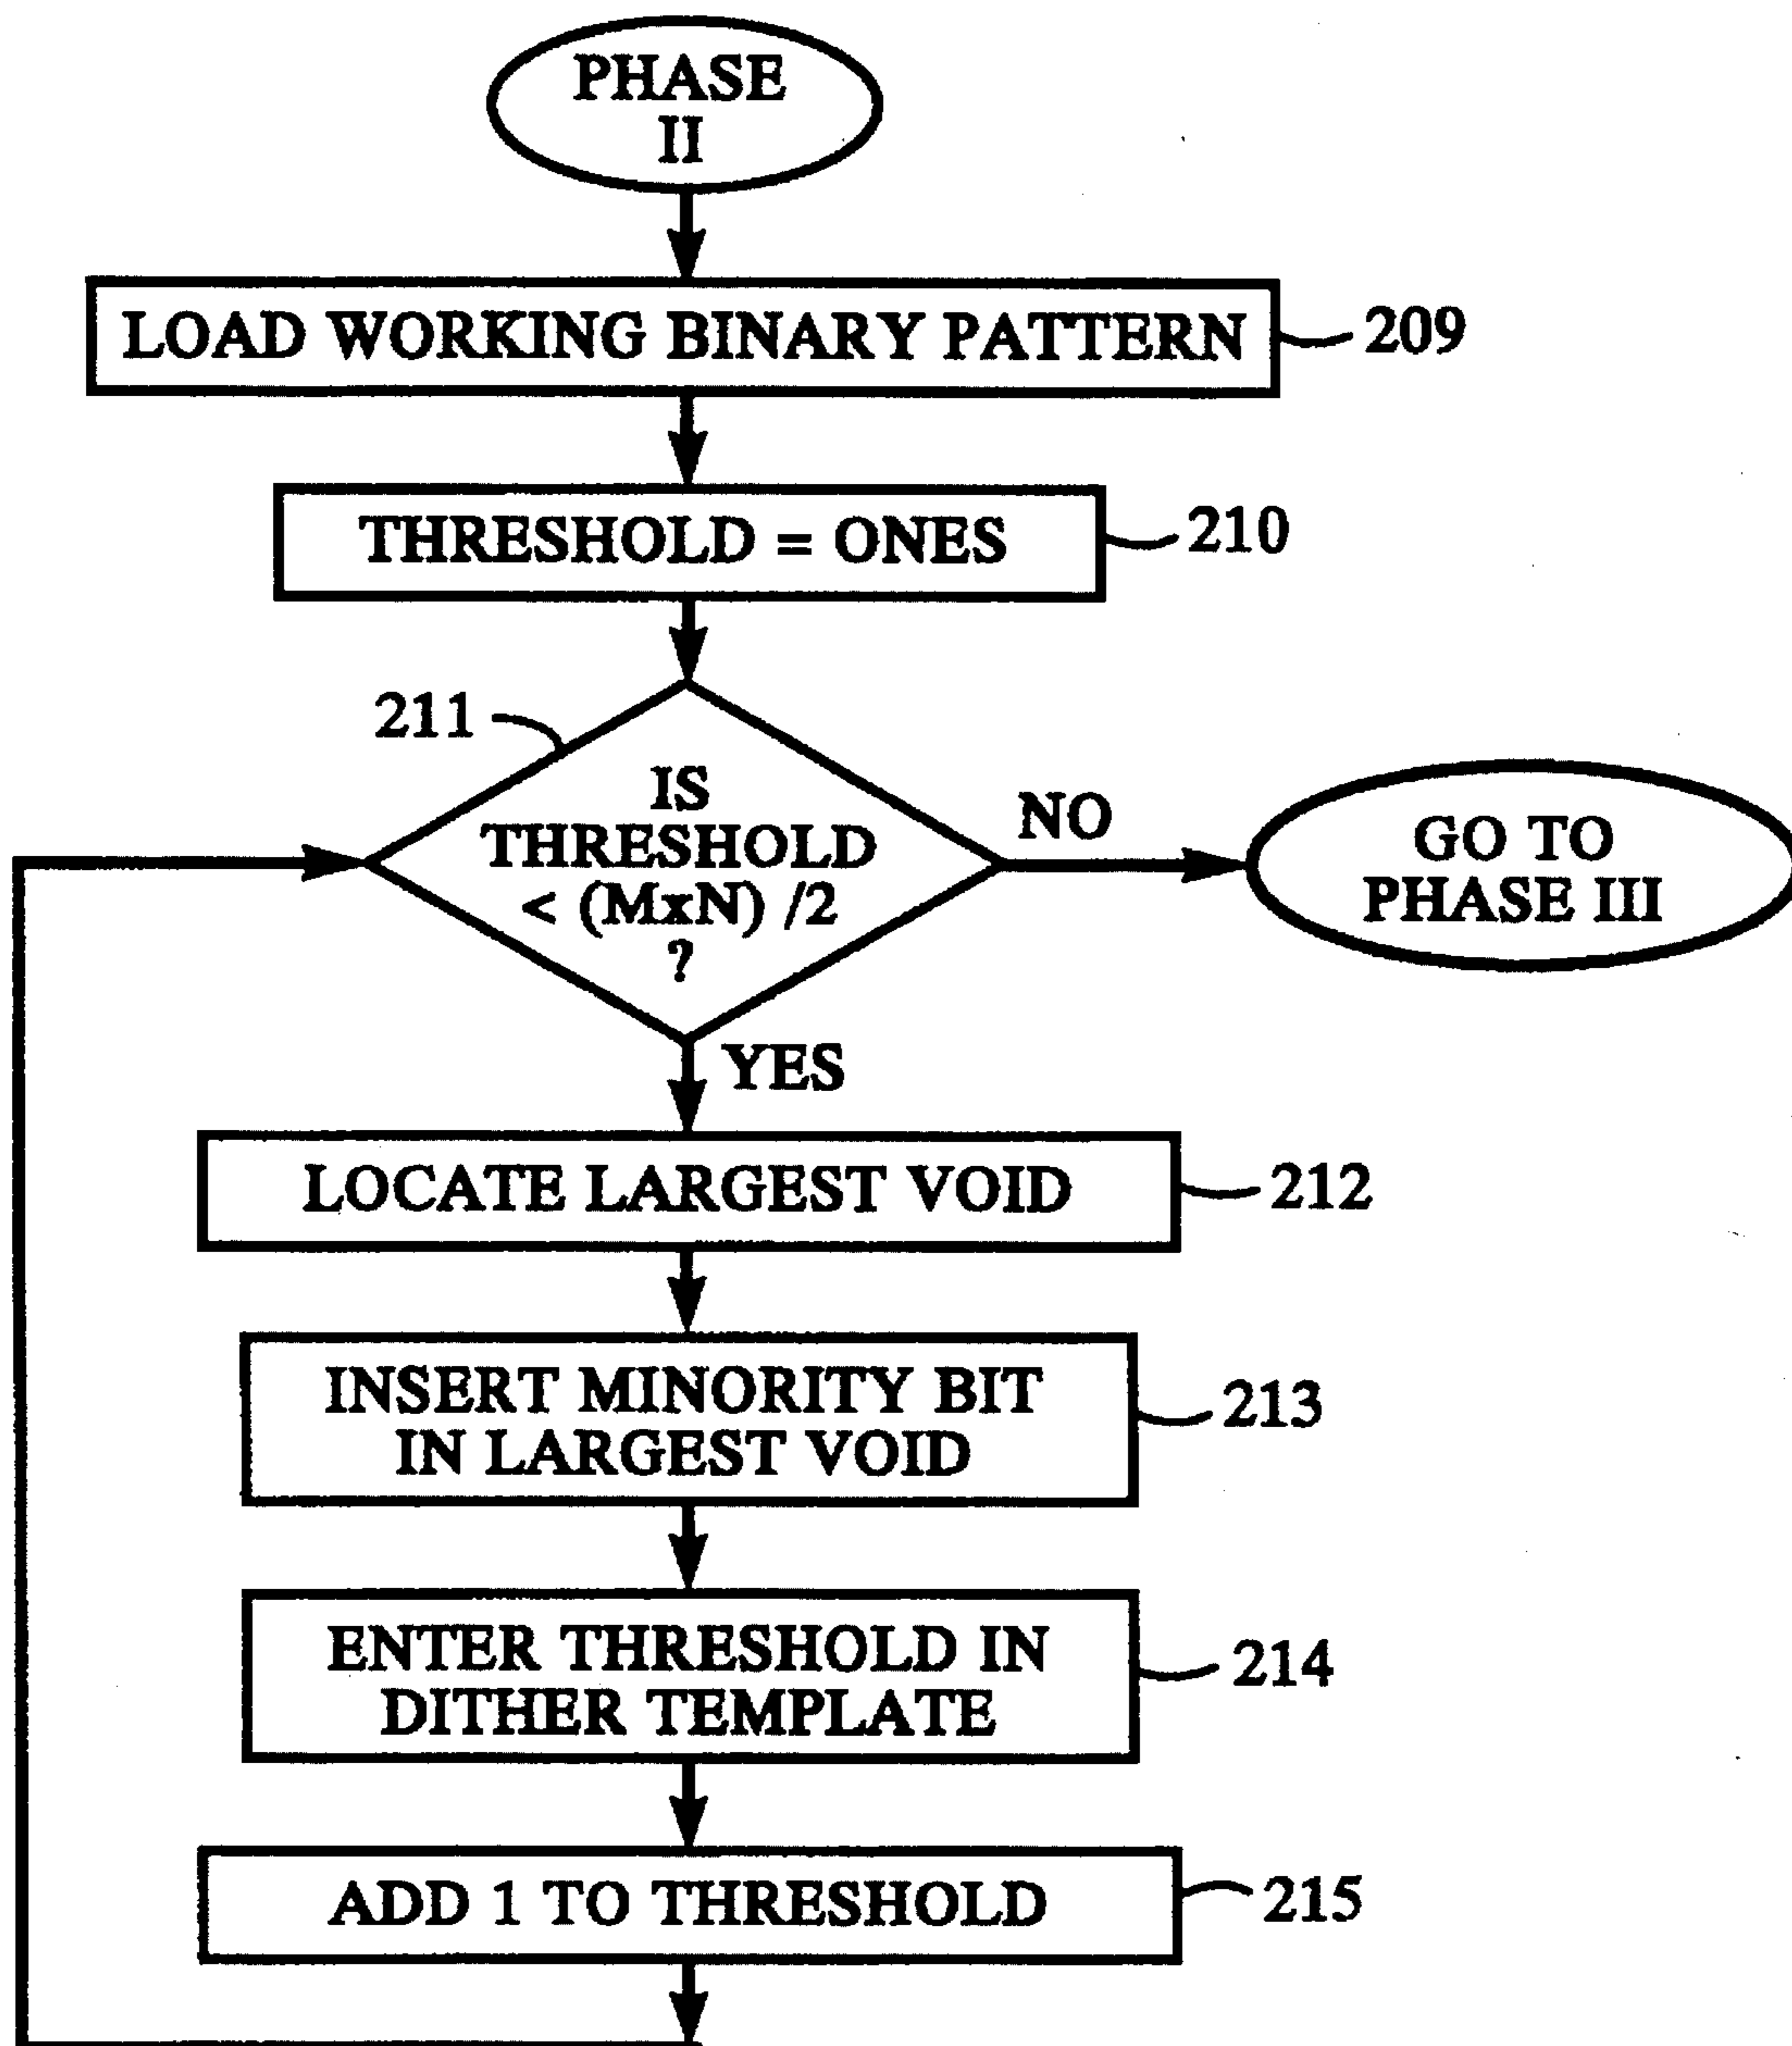 PHASE
II
LOAD WORKING BINARY PATTERN
209
THRESHOLD = ONES
210
211
IS
THRESHOLD
< (MxN) /2
?
NO
GO TO
PHASE III
YES
LOCATE LARGEST VOID
212
INSERT MINORITY BIT
IN LARGEST VOID
213
ENTER THRESHOLD IN
DITHER TEMPLATE
214
ADD 1 TO THRESHOLD
215